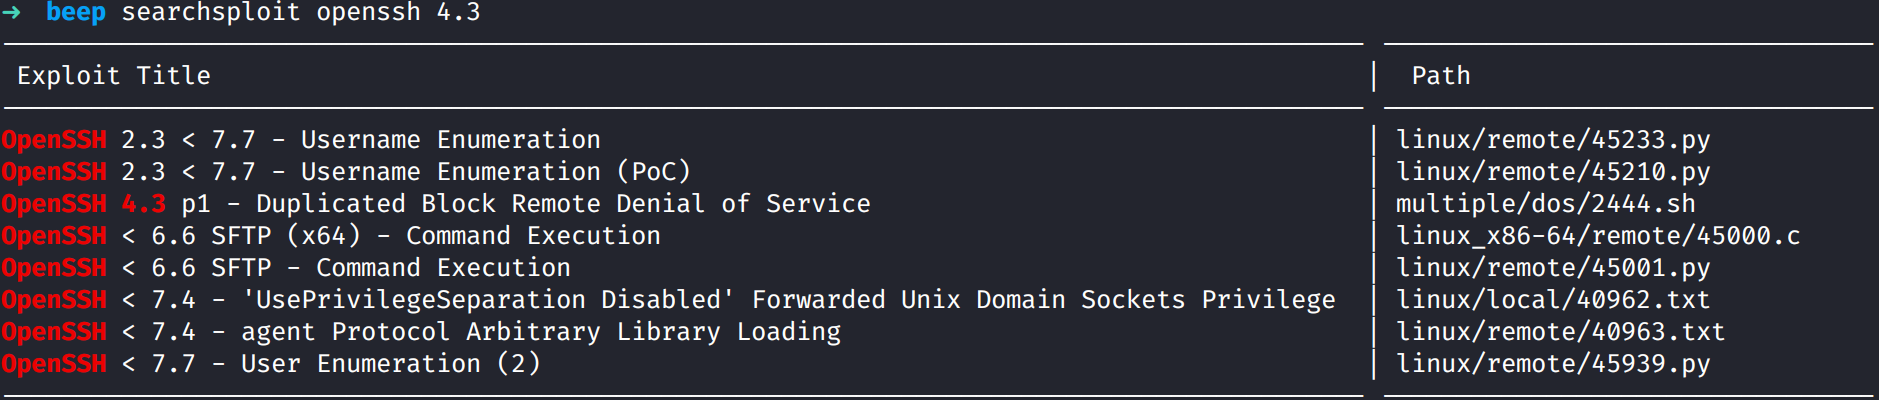 → beep searchsploit openssh 4.3
Exploit Title | Path
OpenSSH 2.3 < 7.7 - Username Enumeration | linux/remote/45233.py
OpenSSH 2.3 < 7.7 - Username Enumeration (PoC) | linux/remote/45210.py
OpenSSH 4.3 p1 - Duplicated Block Remote Denial of Service | multiple/dos/2444.sh
OpenSSH < 6.6 SFTP (x64) - Command Execution | linux_x86-64/remote/45000.c
OpenSSH < 6.6 SFTP - Command Execution | linux/remote/45001.py
OpenSSH < 7.4 - 'UsePrivilegeSeparation Disabled' Forwarded Unix Domain Sockets Privilege | linux/local/40962.txt
OpenSSH < 7.4 - agent Protocol Arbitrary Library Loading | linux/remote/40963.txt
OpenSSH < 7.7 - User Enumeration (2) | linux/remote/45939.py